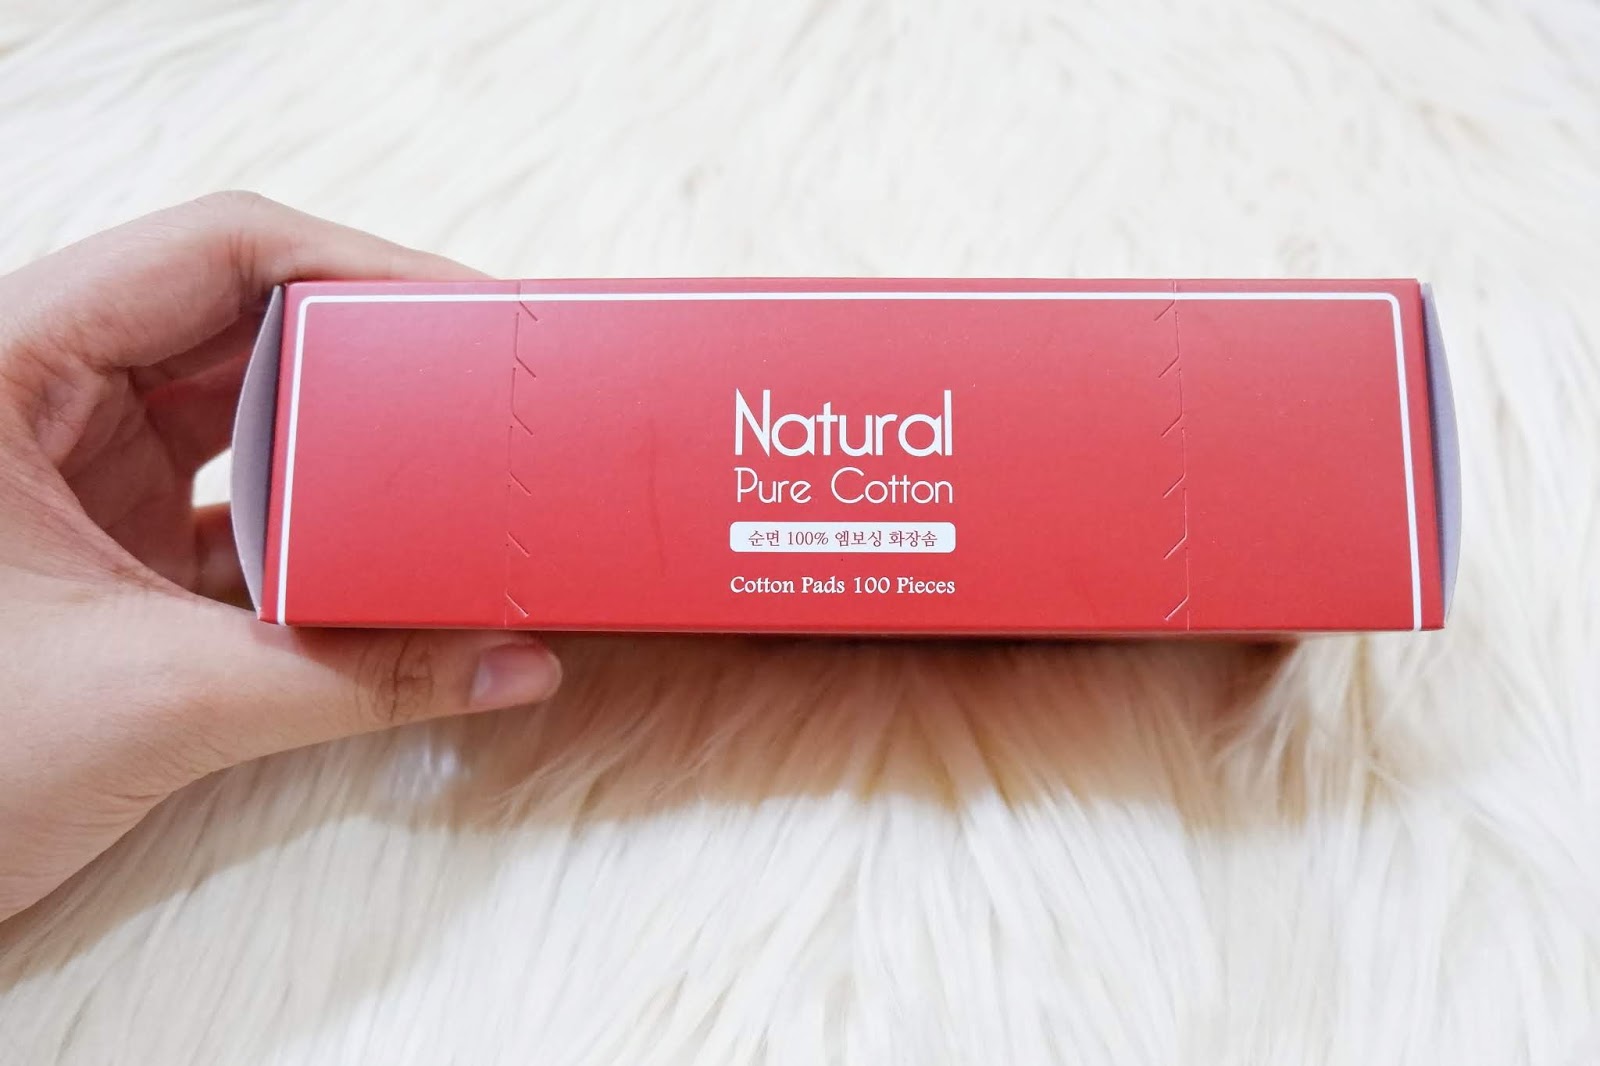 Natural
Pure Cotton
순면 100% 엠보싱 화장솜
Cotton Pads 100 Pieces